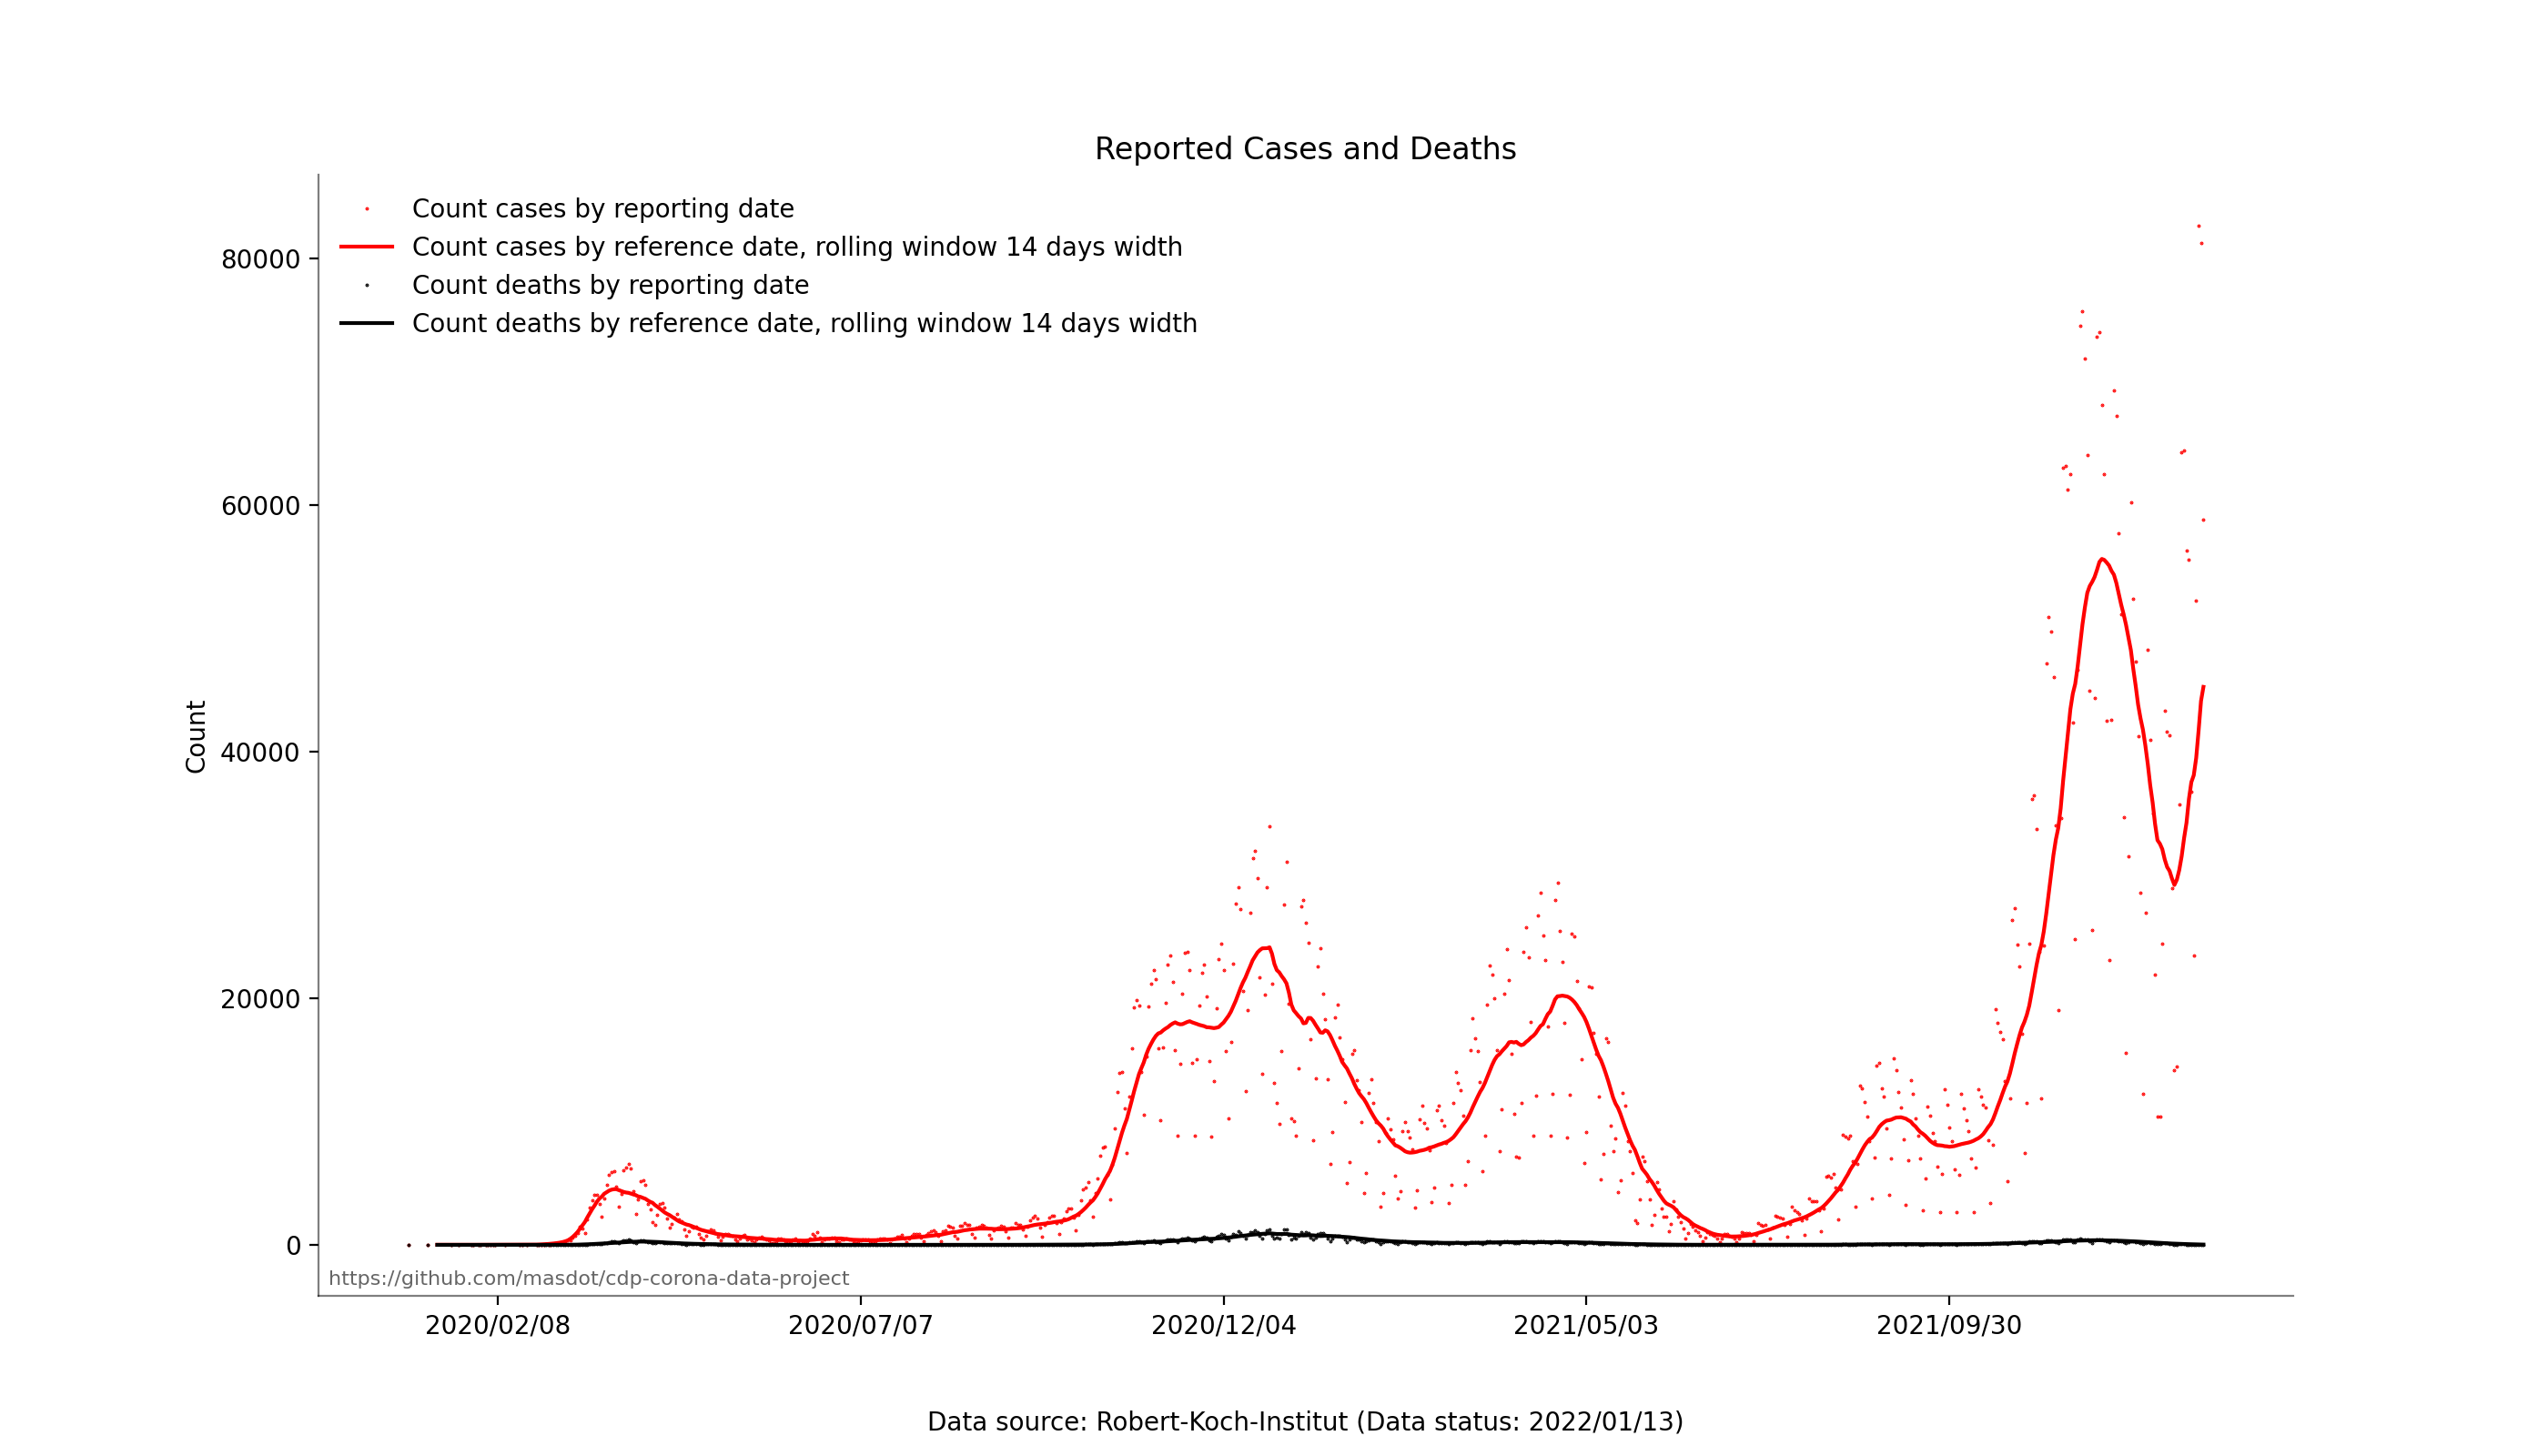 Reported Cases and Deaths
Count cases by reporting date
Count cases by reference date, rolling window 14 days width
Count deaths by reporting date
Count deaths by reference date, rolling window 14 days width
80000
60000
40000
20000
0
Count
https://github.com/masdot/cdp-corona-data-project
2020/02/08 2020/07/07 2020/12/04 2021/05/03 2021/09/30
Data source: Robert-Koch-Institut (Data status: 2022/01/13)